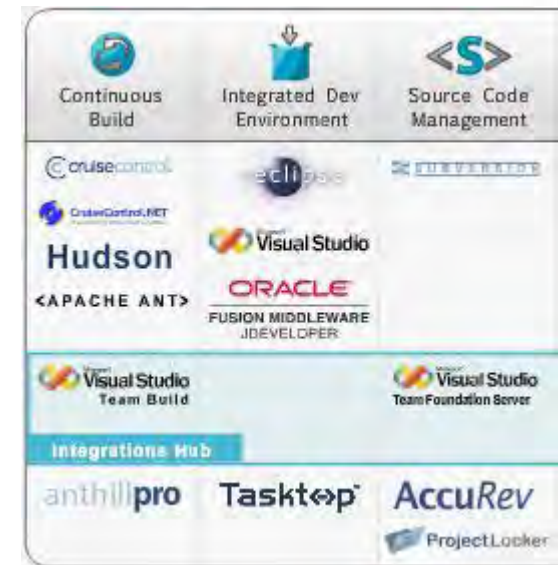 Continuous
Build
Integrated Dev
Environment
<S>
Source Code
Management
cruisecontrol
CruiseControl.NET
Hudson
<APACHE ANT>
eclipse
Visual Studio
ORACLE
FUSION MIDDLEWARE
JDEVELOPER
SUBVERSION
Visual Studio
Team Build
Visual Studio
Team Foundation Server
Integrations Hub
anthillpro
Tasktop
AccuRev
ProjectLocker